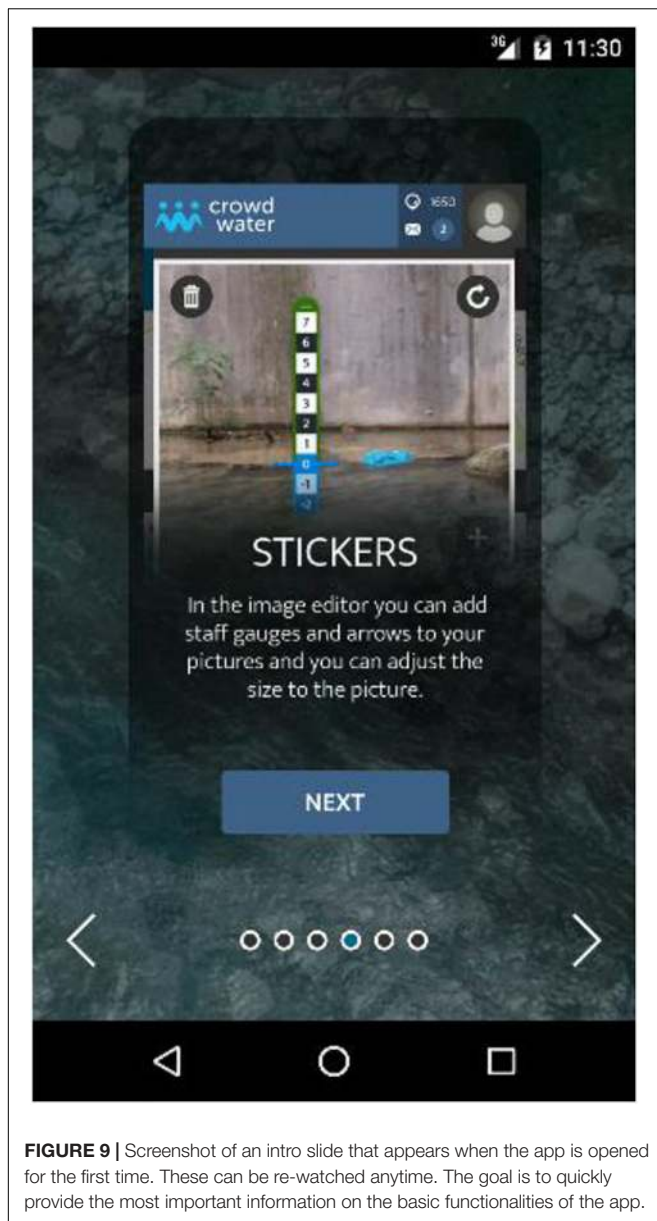 3G 11:30
crowd
water
1650
2
7
6
5
4
3
2
1
0
-1
-2
STICKERS
In the image editor you can add
staff gauges and arrows to your
pictures and you can adjust the
size to the picture.
NEXT
FIGURE 9 | Screenshot of an intro slide that appears when the app is opened
for the first time. These can be re-watched anytime. The goal is to quickly
provide the most important information on the basic functionalities of the app.